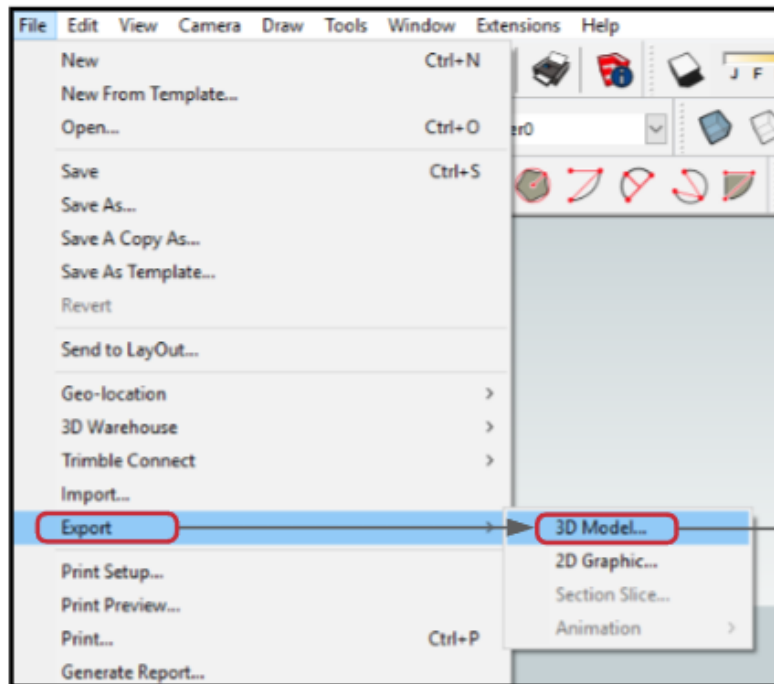 File Edit View Camera Draw Tools Window Extensions Help
New Ctrl+N
New From Template...
Open... Ctrl+O
er0
Save Ctrl+S
Save As...
Save A Copy As...
Save As Template...
Revert
Send to LayOut...
Geo-location
3D Warehouse
Trimble Connect
Import...
Export
3D Model...
2D Graphic...
Section Slice...
Animation
Print Setup...
Print Preview...
Print... Ctrl+P
Generate Report...
J F